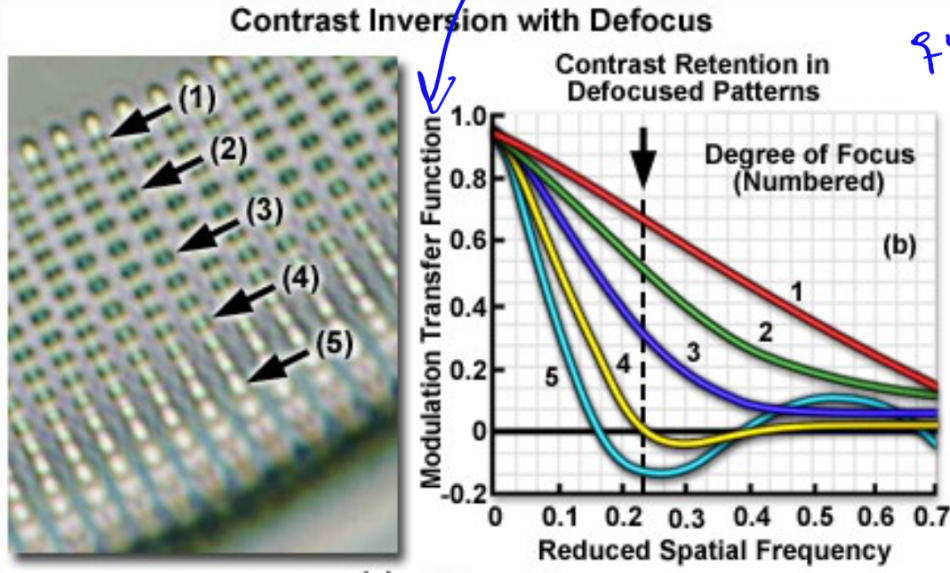 Contrast Inversion with Defocus
(1)
(2)
(3)
(4)
(5)
Contrast Retention in
Defocused Patterns
Modulation Transfer Function
1.0
0.8
0.6
0.4
0.2
0
-0.2
Degree of Focus
(Numbered)
(b)
1
2
3
4
5
0 0.1 0.2 0.3 0.4 0.5 0.6 0.7
Reduced Spatial Frequency